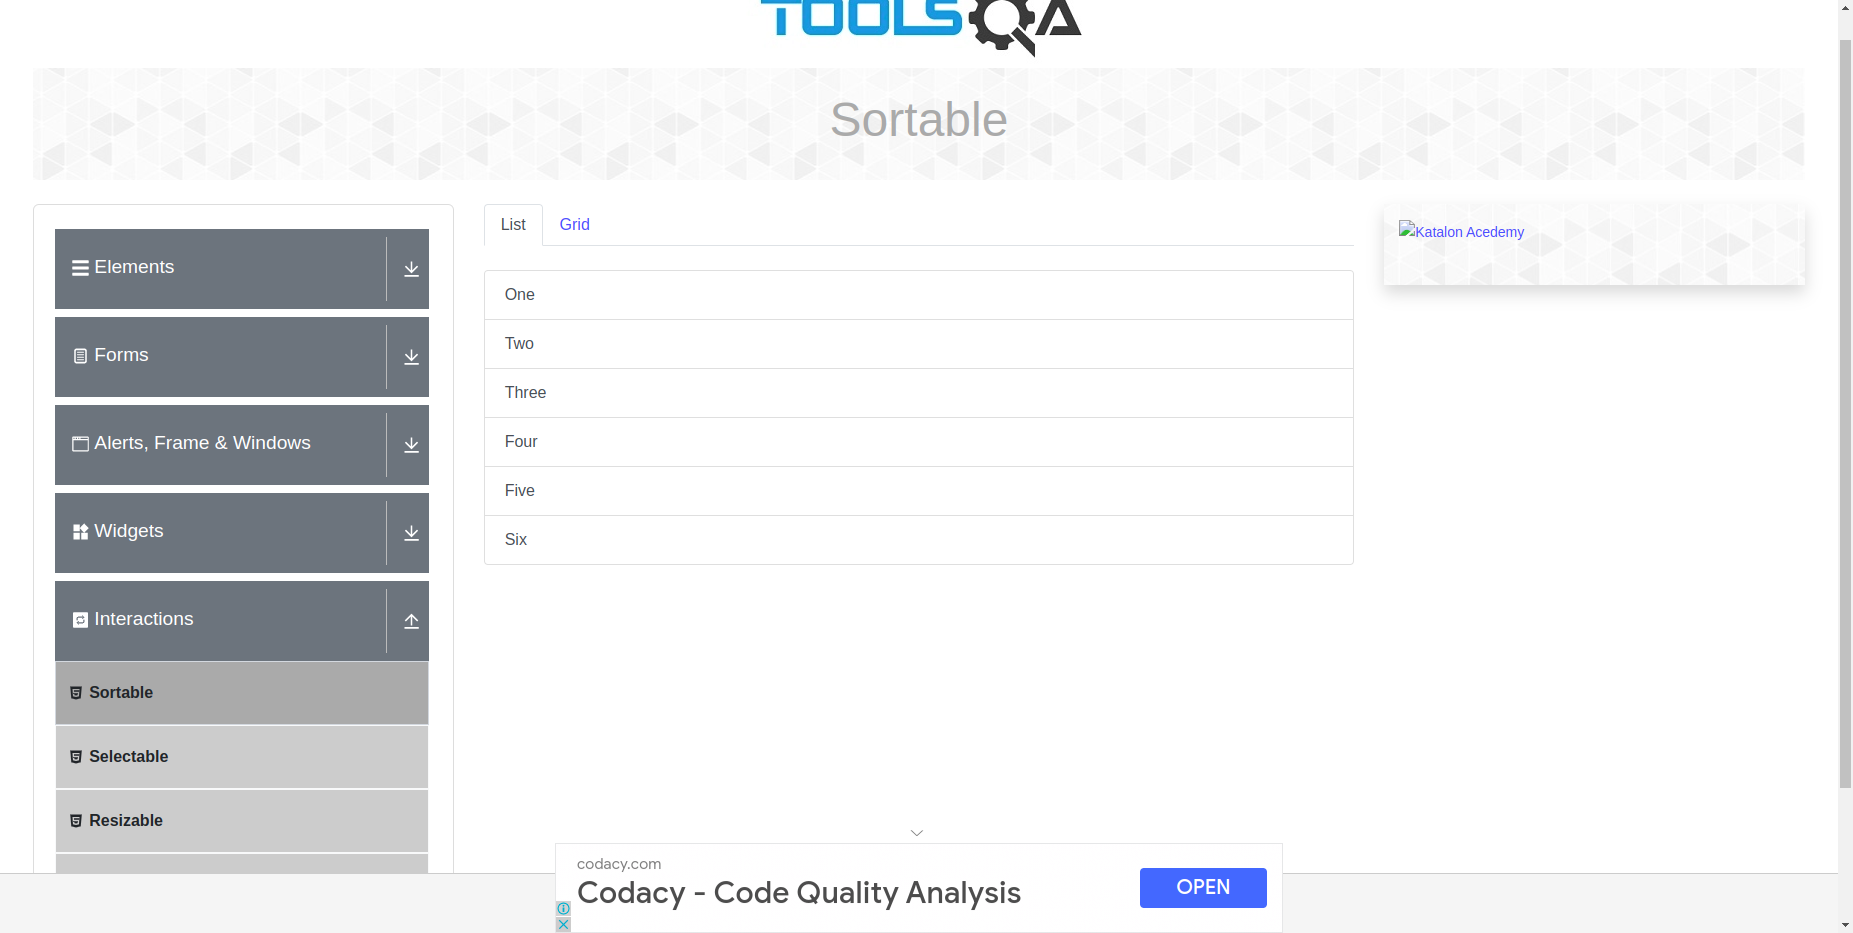 TOOLSQA
Sortable
Elements
Forms
Alerts, Frame & Windows
Widgets
Interactions
Sortable
Selectable
Resizable
List
Grid
One
Two
Three
Four
Five
Six
Katalon Acedemy
codacy.com
Codacy - Code Quality Analysis
OPEN